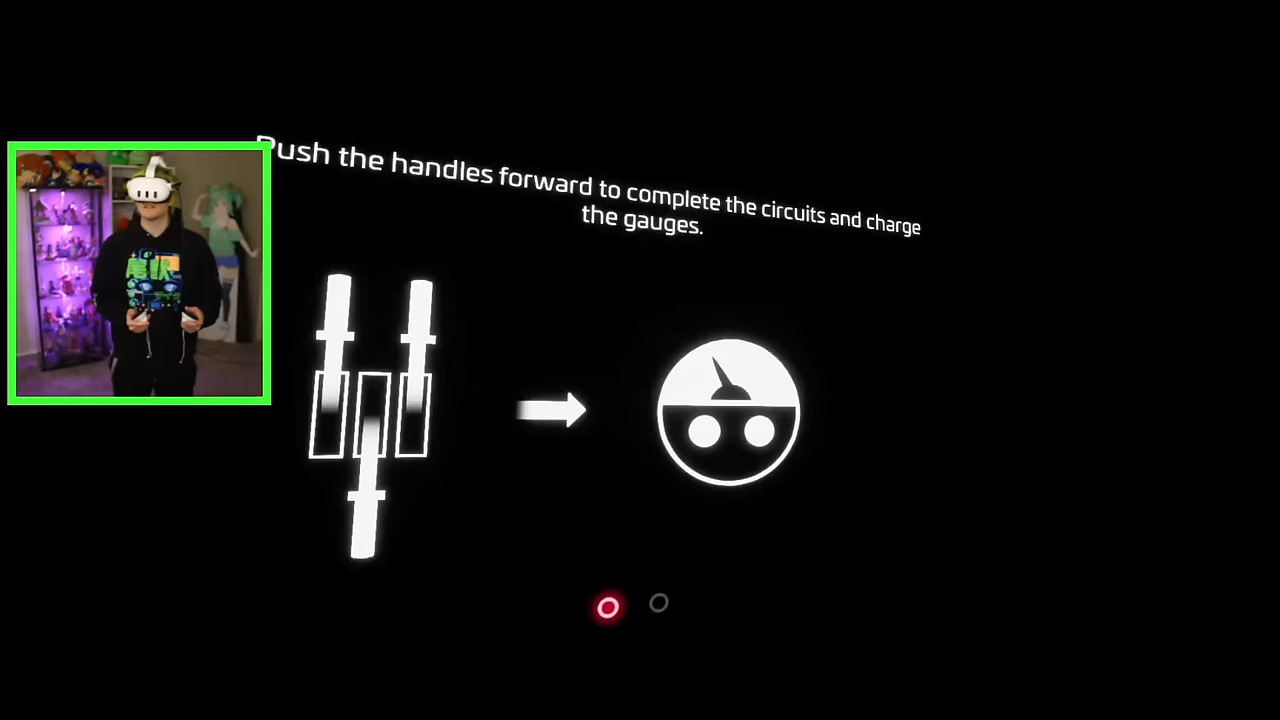 Push the handles forward to complete the circuits and charge
the gauges.